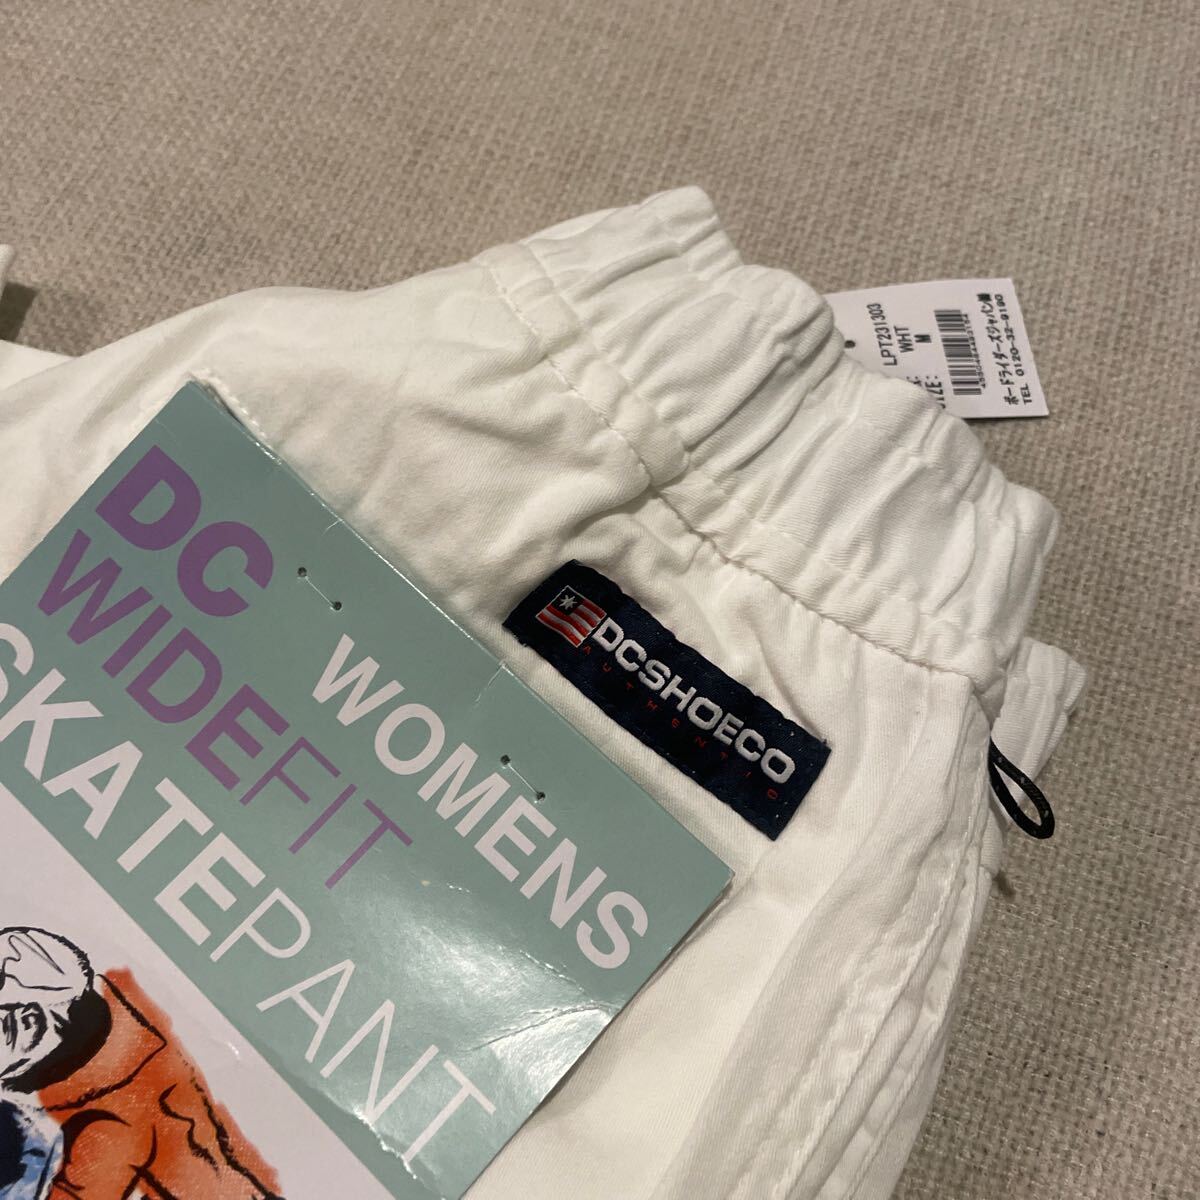 DC
WIDEFIT
WOMENS
SKATEPANT
DCSHOECO
AUTHENTIC
LPT231303
WHT
SIZE: M
ボードライダーズジャパン㈱
TEL 0120-32-9190